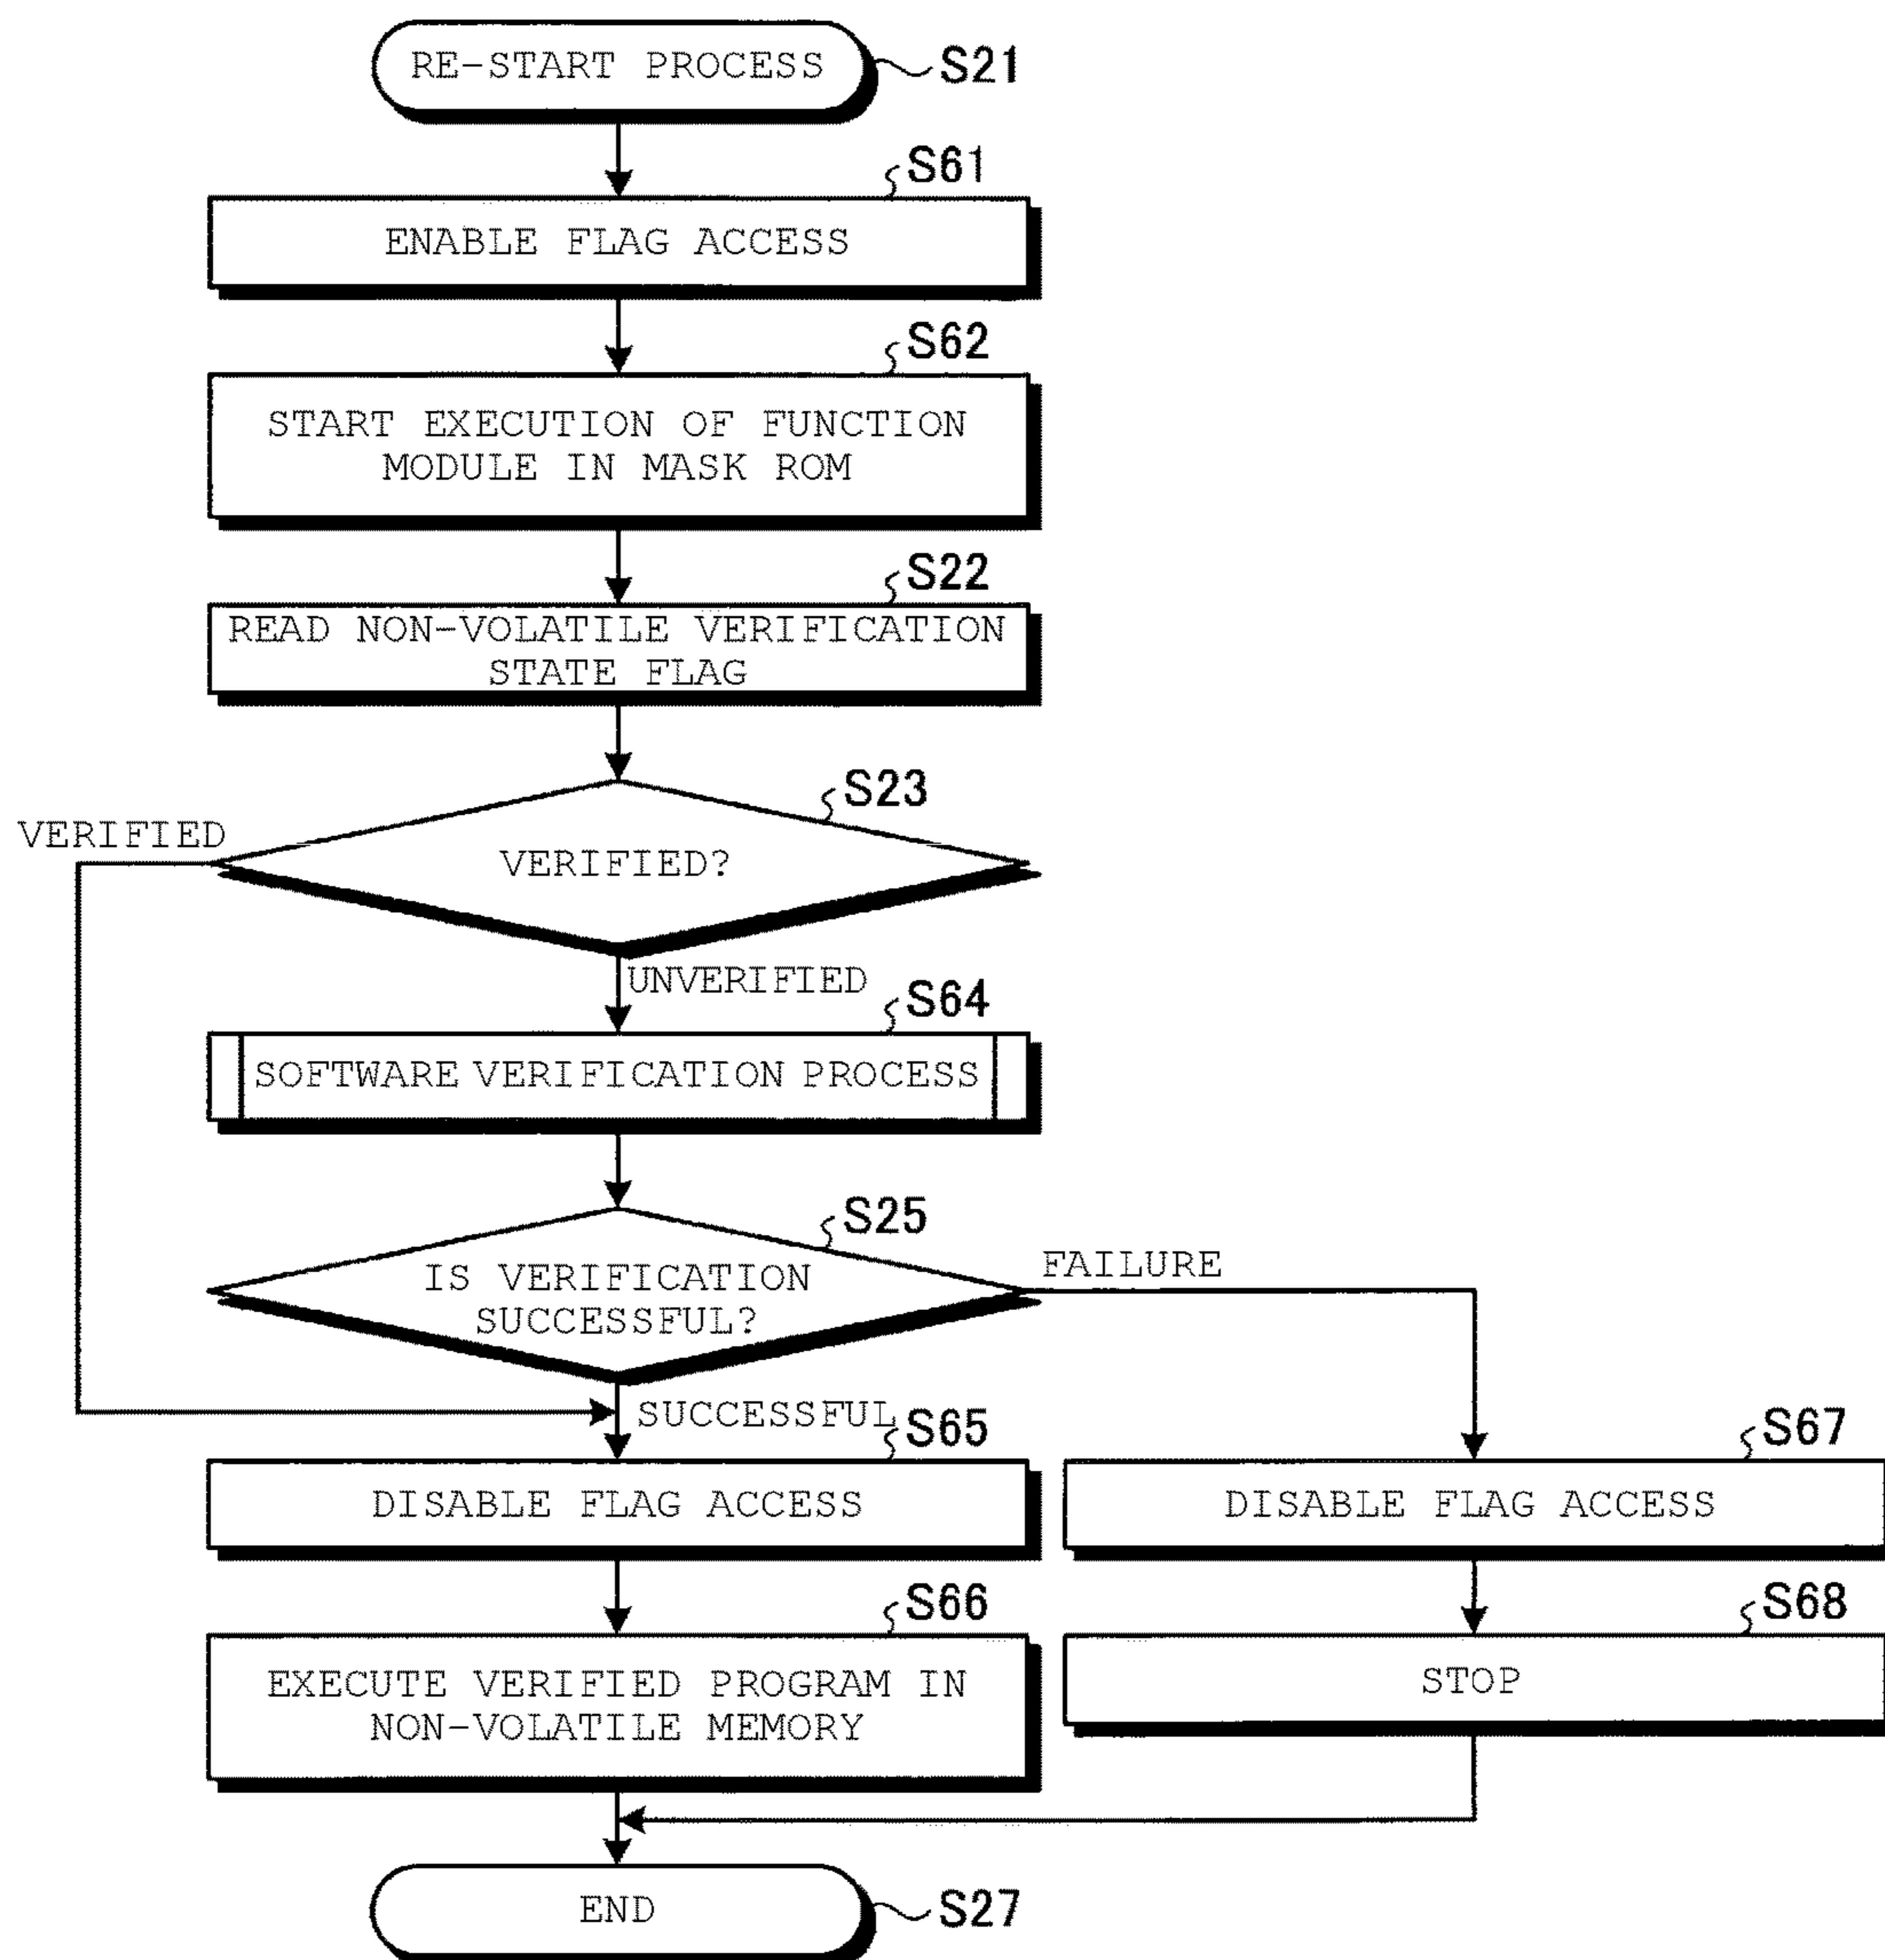 RE-START PROCESS
S21
S61
ENABLE FLAG ACCESS
S62
START EXECUTION OF FUNCTION
MODULE IN MASK ROM
S22
READ NON-VOLATILE VERIFICATION
STATE FLAG
S23
VERIFIED
VERIFIED?
UNVERIFIED
S64
SOFTWARE VERIFICATION PROCESS
S25
FAILURE
IS VERIFICATION
SUCCESSFUL?
SUCCESSFUL
S65
S67
DISABLE FLAG ACCESS
DISABLE FLAG ACCESS
S66
S68
EXECUTE VERIFIED PROGRAM IN
NON-VOLATILE MEMORY
STOP
END
S27